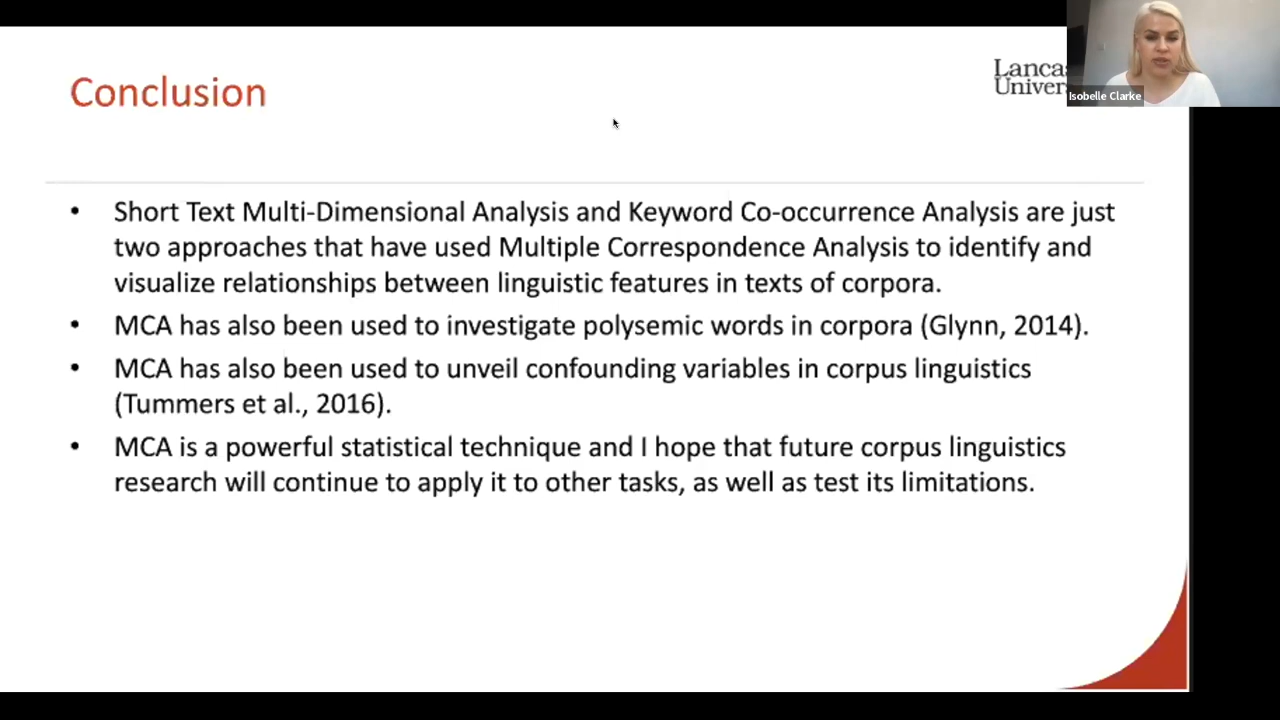 Conclusion
Lancas
Univer
Isobelle Clarke
• Short Text Multi-Dimensional Analysis and Keyword Co-occurrence Analysis are just
two approaches that have used Multiple Correspondence Analysis to identify and
visualize relationships between linguistic features in texts of corpora.
• MCA has also been used to investigate polysemic words in corpora (Glynn, 2014).
• MCA has also been used to unveil confounding variables in corpus linguistics
(Tummers et al., 2016).
• MCA is a powerful statistical technique and I hope that future corpus linguistics
research will continue to apply it to other tasks, as well as test its limitations.